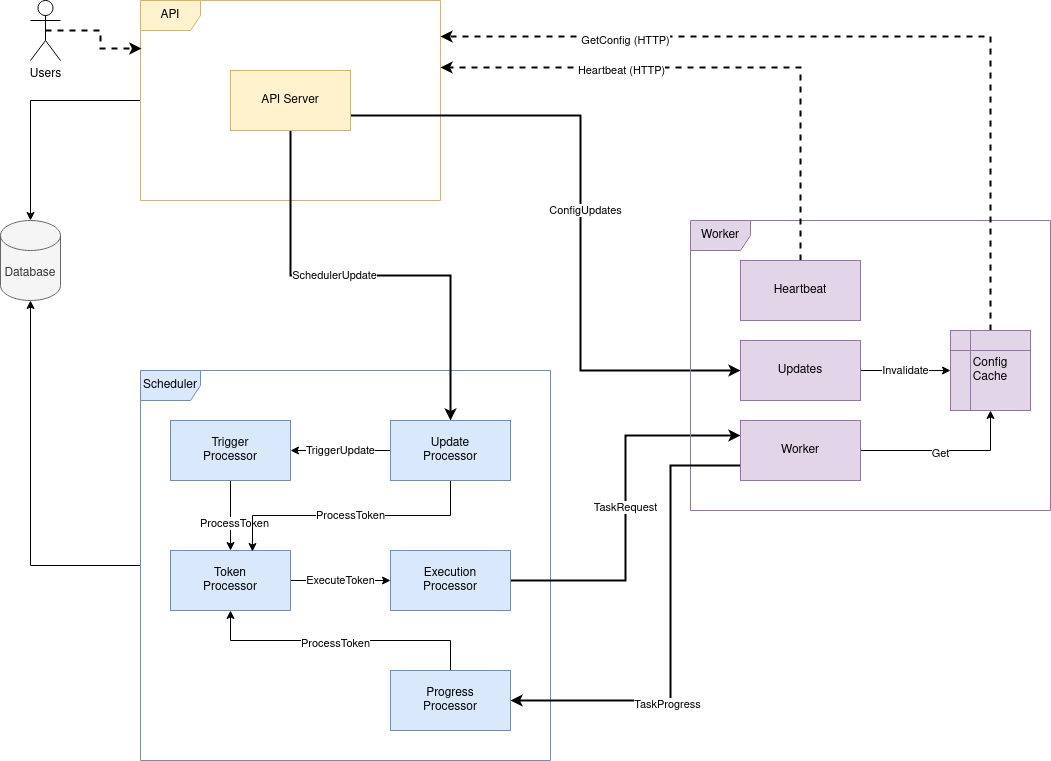 API
GetConfig (HTTP)
Users
Heartbeat (HTTP)
API Server
ConfigUpdates
Worker
Database
SchedulerUpdate
Heartbeat
Updates
Invalidate
Config
Cache
Scheduler
Trigger
Processor
TriggerUpdate
Update
Processor
Worker
Get
ProcessToken
ProcessToken
TaskRequest
Token
Processor
ExecuteToken
Execution
Processor
ProcessToken
Progress
Processor
TaskProgress